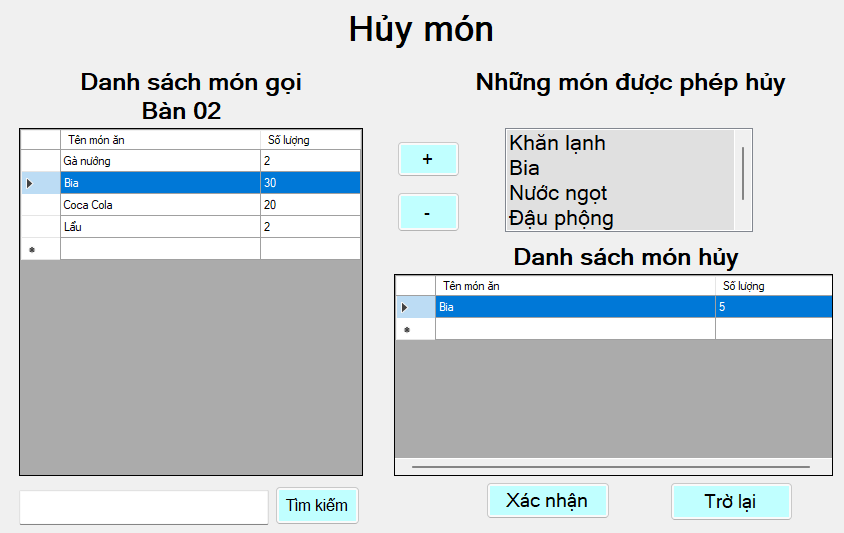 Hủy món
Danh sách món gọi
Bàn 02
Tên món ăn Số lượng
Gà nướng 2
Bia 30
Coca Cola 20
Lẩu 2
Tìm kiếm
+
-
Những món được phép hủy
Khăn lạnh
Bia
Nước ngọt
Đậu phộng
Danh sách món hủy
Tên món ăn Số lượng
Bia 5
Xác nhận
Trở lại